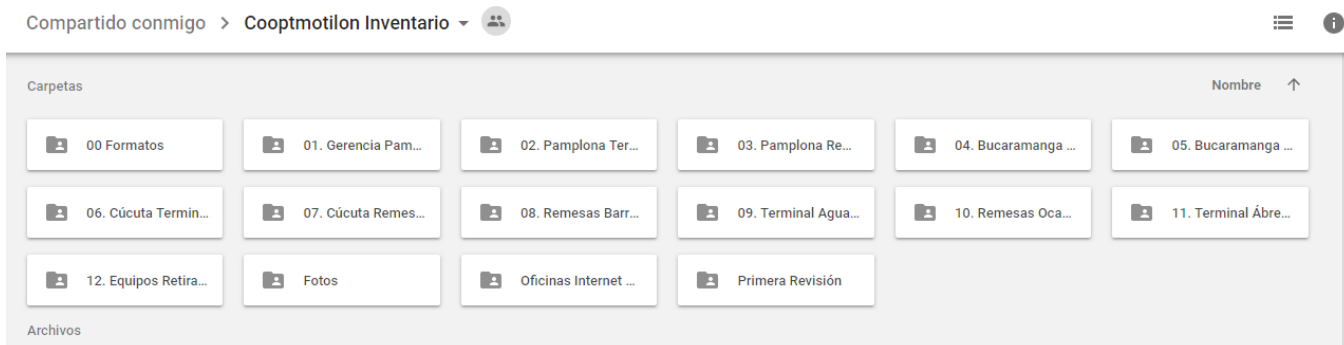 Compartido conmigo > Cooptmotilon Inventario
Carpetas
Nombre
00 Formatos
01. Gerencia Pam...
02. Pamplona Ter...
03. Pamplona Re...
04. Bucaramanga ...
05. Bucaramanga ...
06. Cúcuta Termin...
07. Cúcuta Remes...
08. Remesas Barr...
09. Terminal Agua...
10. Remesas Oca...
11. Terminal Ábre...
12. Equipos Retira...
Fotos
Oficinas Internet ...
Primera Revisión
Archivos